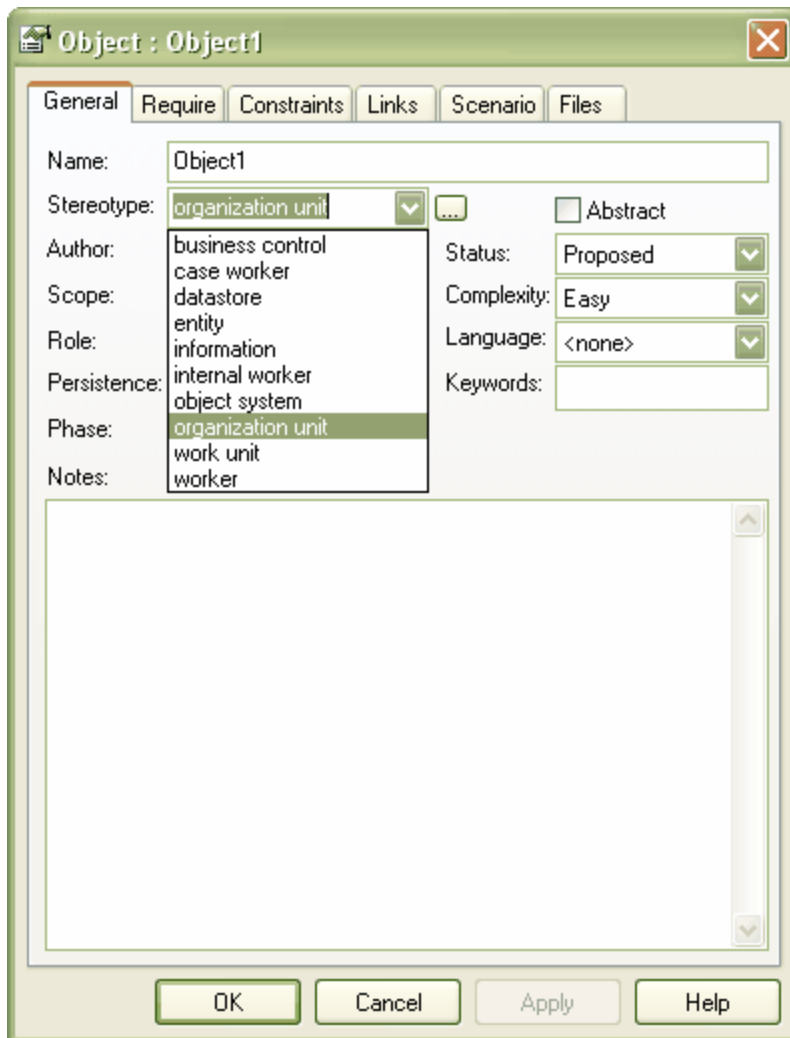 Object : Object1
General Require Constraints Links Scenario Files
Name: Object1
Stereotype: organization unit ... Abstract
business control
case worker
datastore
entity
information
internal worker
object system
organization unit
work unit
worker
Author:
Scope:
Role:
Persistence:
Phase:
Notes:
Status: Proposed
Complexity: Easy
Language: <none>
Keywords:
OK Cancel Apply Help